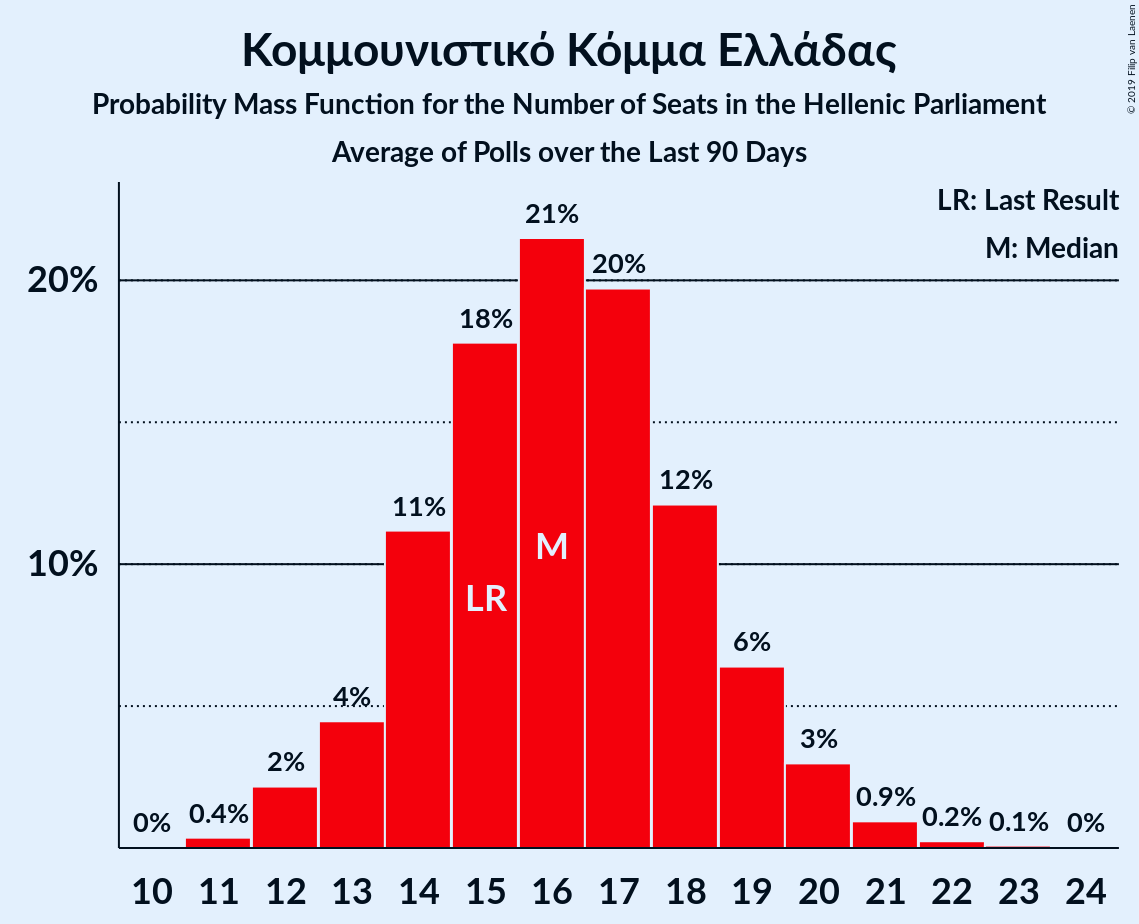 Κομμουνιστικό Κόμμα Ελλάδας
Probability Mass Function for the Number of Seats in the Hellenic Parliament
Average of Polls over the Last 90 Days
© 2019 Filip van Laenen
LR: Last Result
M: Median
20%
10%
0%
0.4%
2%
4%
11%
18%
21%
20%
12%
6%
3%
0.9%
0.2%
0.1%
0%
LR
M
10 11 12 13 14 15 16 17 18 19 20 21 22 23 24